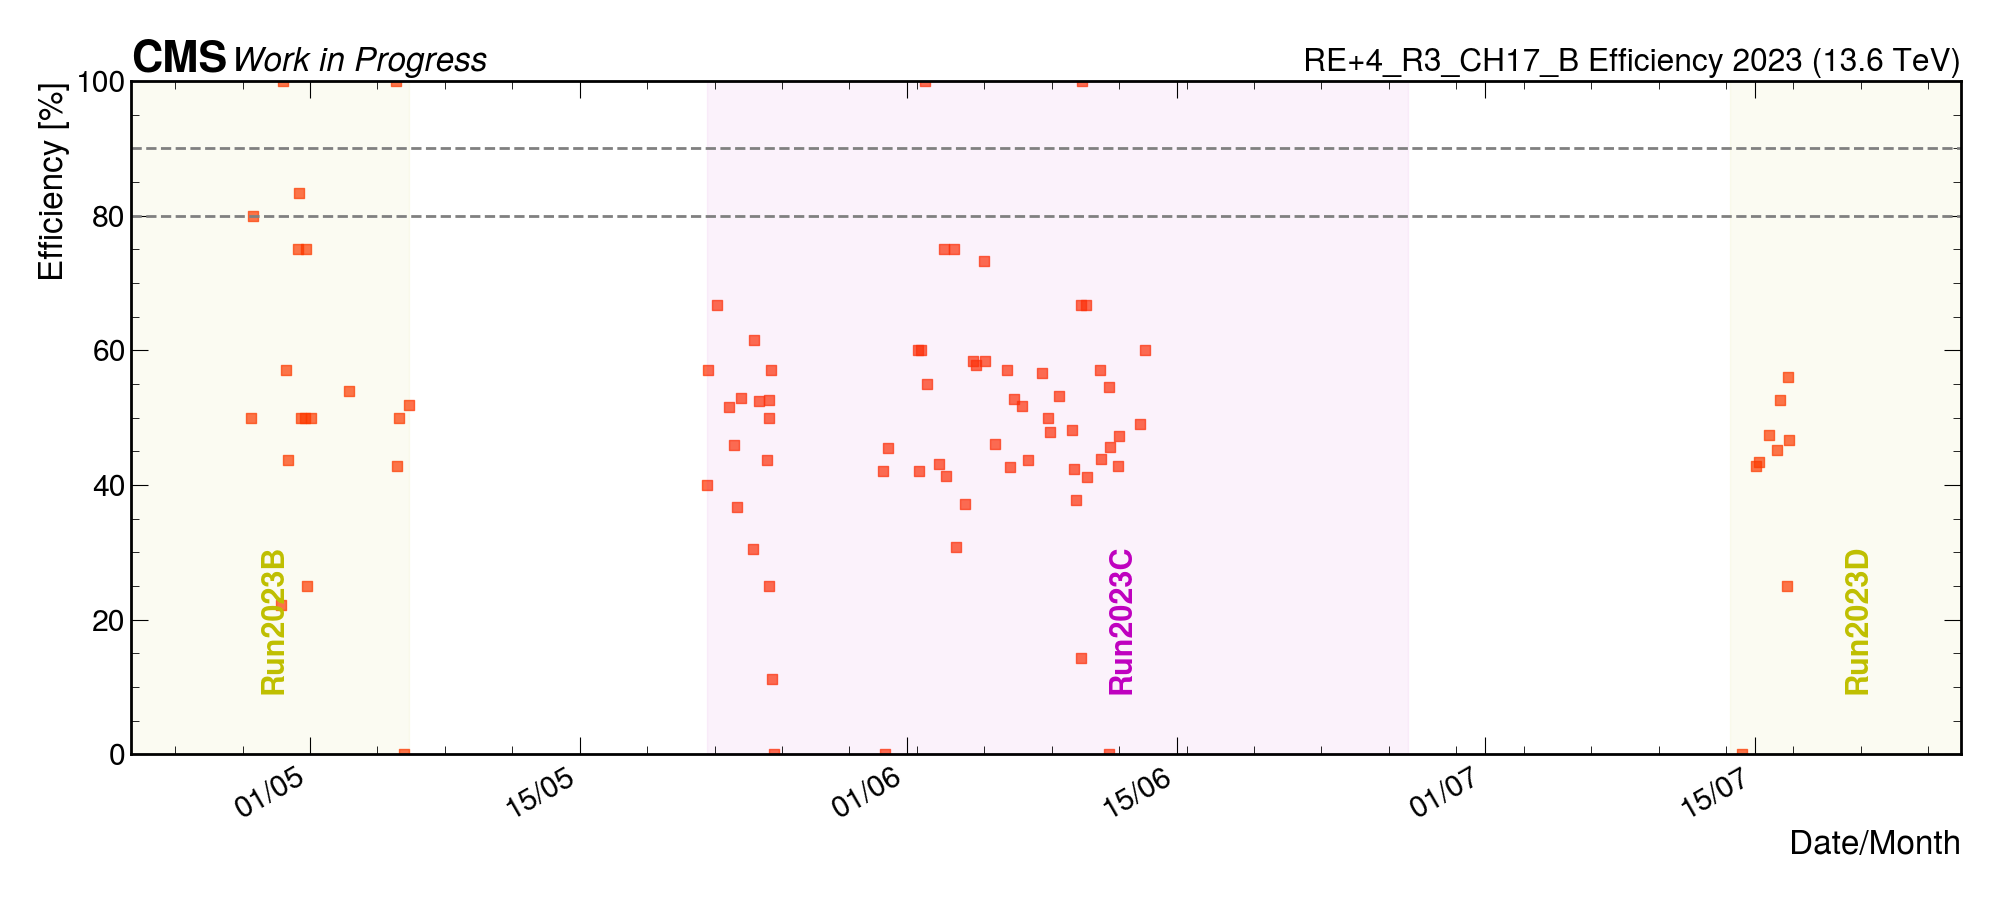 CMS Work in Progress
RE+4_R3_CH17_B Efficiency 2023 (13.6 TeV)
Efficiency [%]
100
80
60
40
20
0
Run2023B
Run2023C
Run2023D
01/05
15/05
01/06
15/06
01/07
15/07
Date/Month